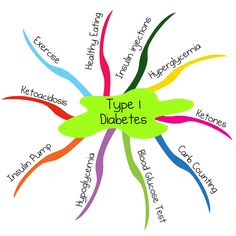 Exercise
Healthy Eating
Insulin Injections
Hyperglycemia
Ketoacidosis
Type 1
Diabetes
Ketones
Insulin Pump
Hypoglycemia
Blood Glucose Test
Carb Counting